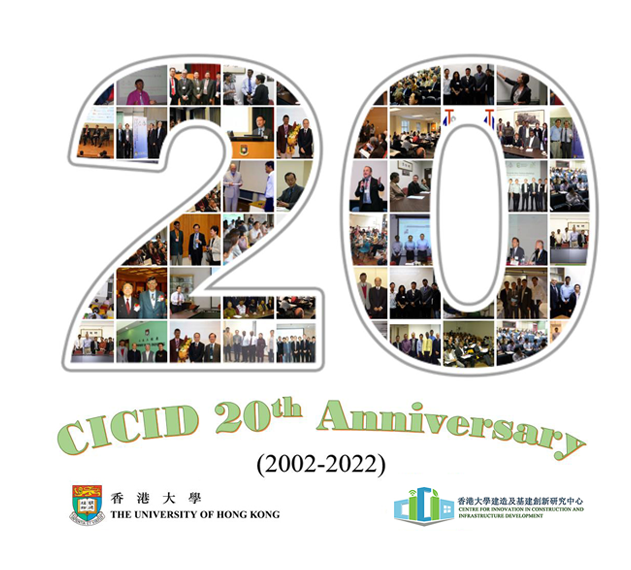 CICID 20th Anniversary
(2002-2022)
香港大學
THE UNIVERSITY OF HONG KONG
香港大學建造及基建創新研究中心
CENTRE FOR INNOVATION IN CONSTRUCTION AND
INFRASTRUCTURE DEVELOPMENT